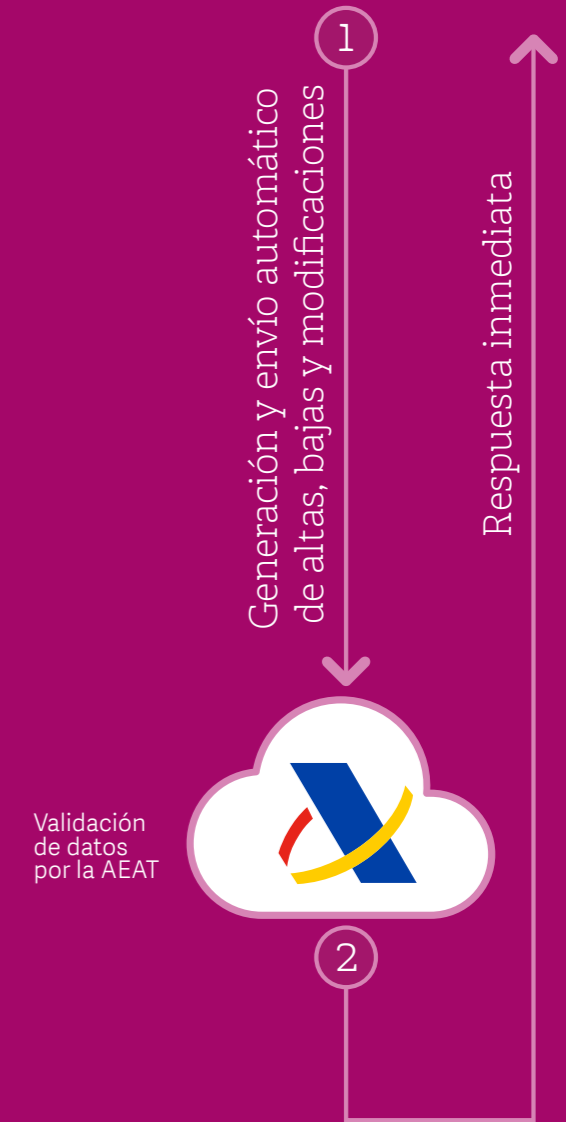 1
Generación y envío automático
de altas, bajas y modificaciones
Respuesta inmediata
Validación
de datos
por la AEAT
2